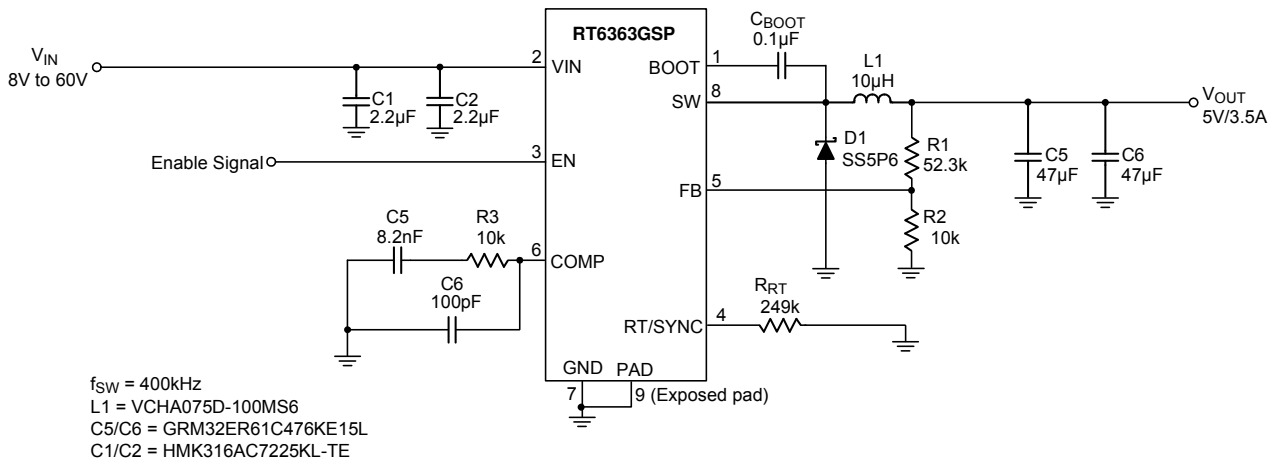 RT6363GSP
VIN
8V to 60V
2
VIN
C1
2.2µF
C2
2.2µF
Enable Signal
3
EN
C5
8.2nF
R3
10k
6
COMP
C6
100pF
BOOT
1
CBOOT
0.1µF
SW
8
L1
10µH
VOUT
5V/3.5A
D1
SS5P6
R1
52.3k
C5
47µF
C6
47µF
FB
5
R2
10k
RT/SYNC
4
RRT
249k
GND
PAD
7
9 (Exposed pad)
fSW = 400kHz
L1 = VCHA075D-100MS6
C5/C6 = GRM32ER61C476KE15L
C1/C2 = HMK316AC7225KL-TE